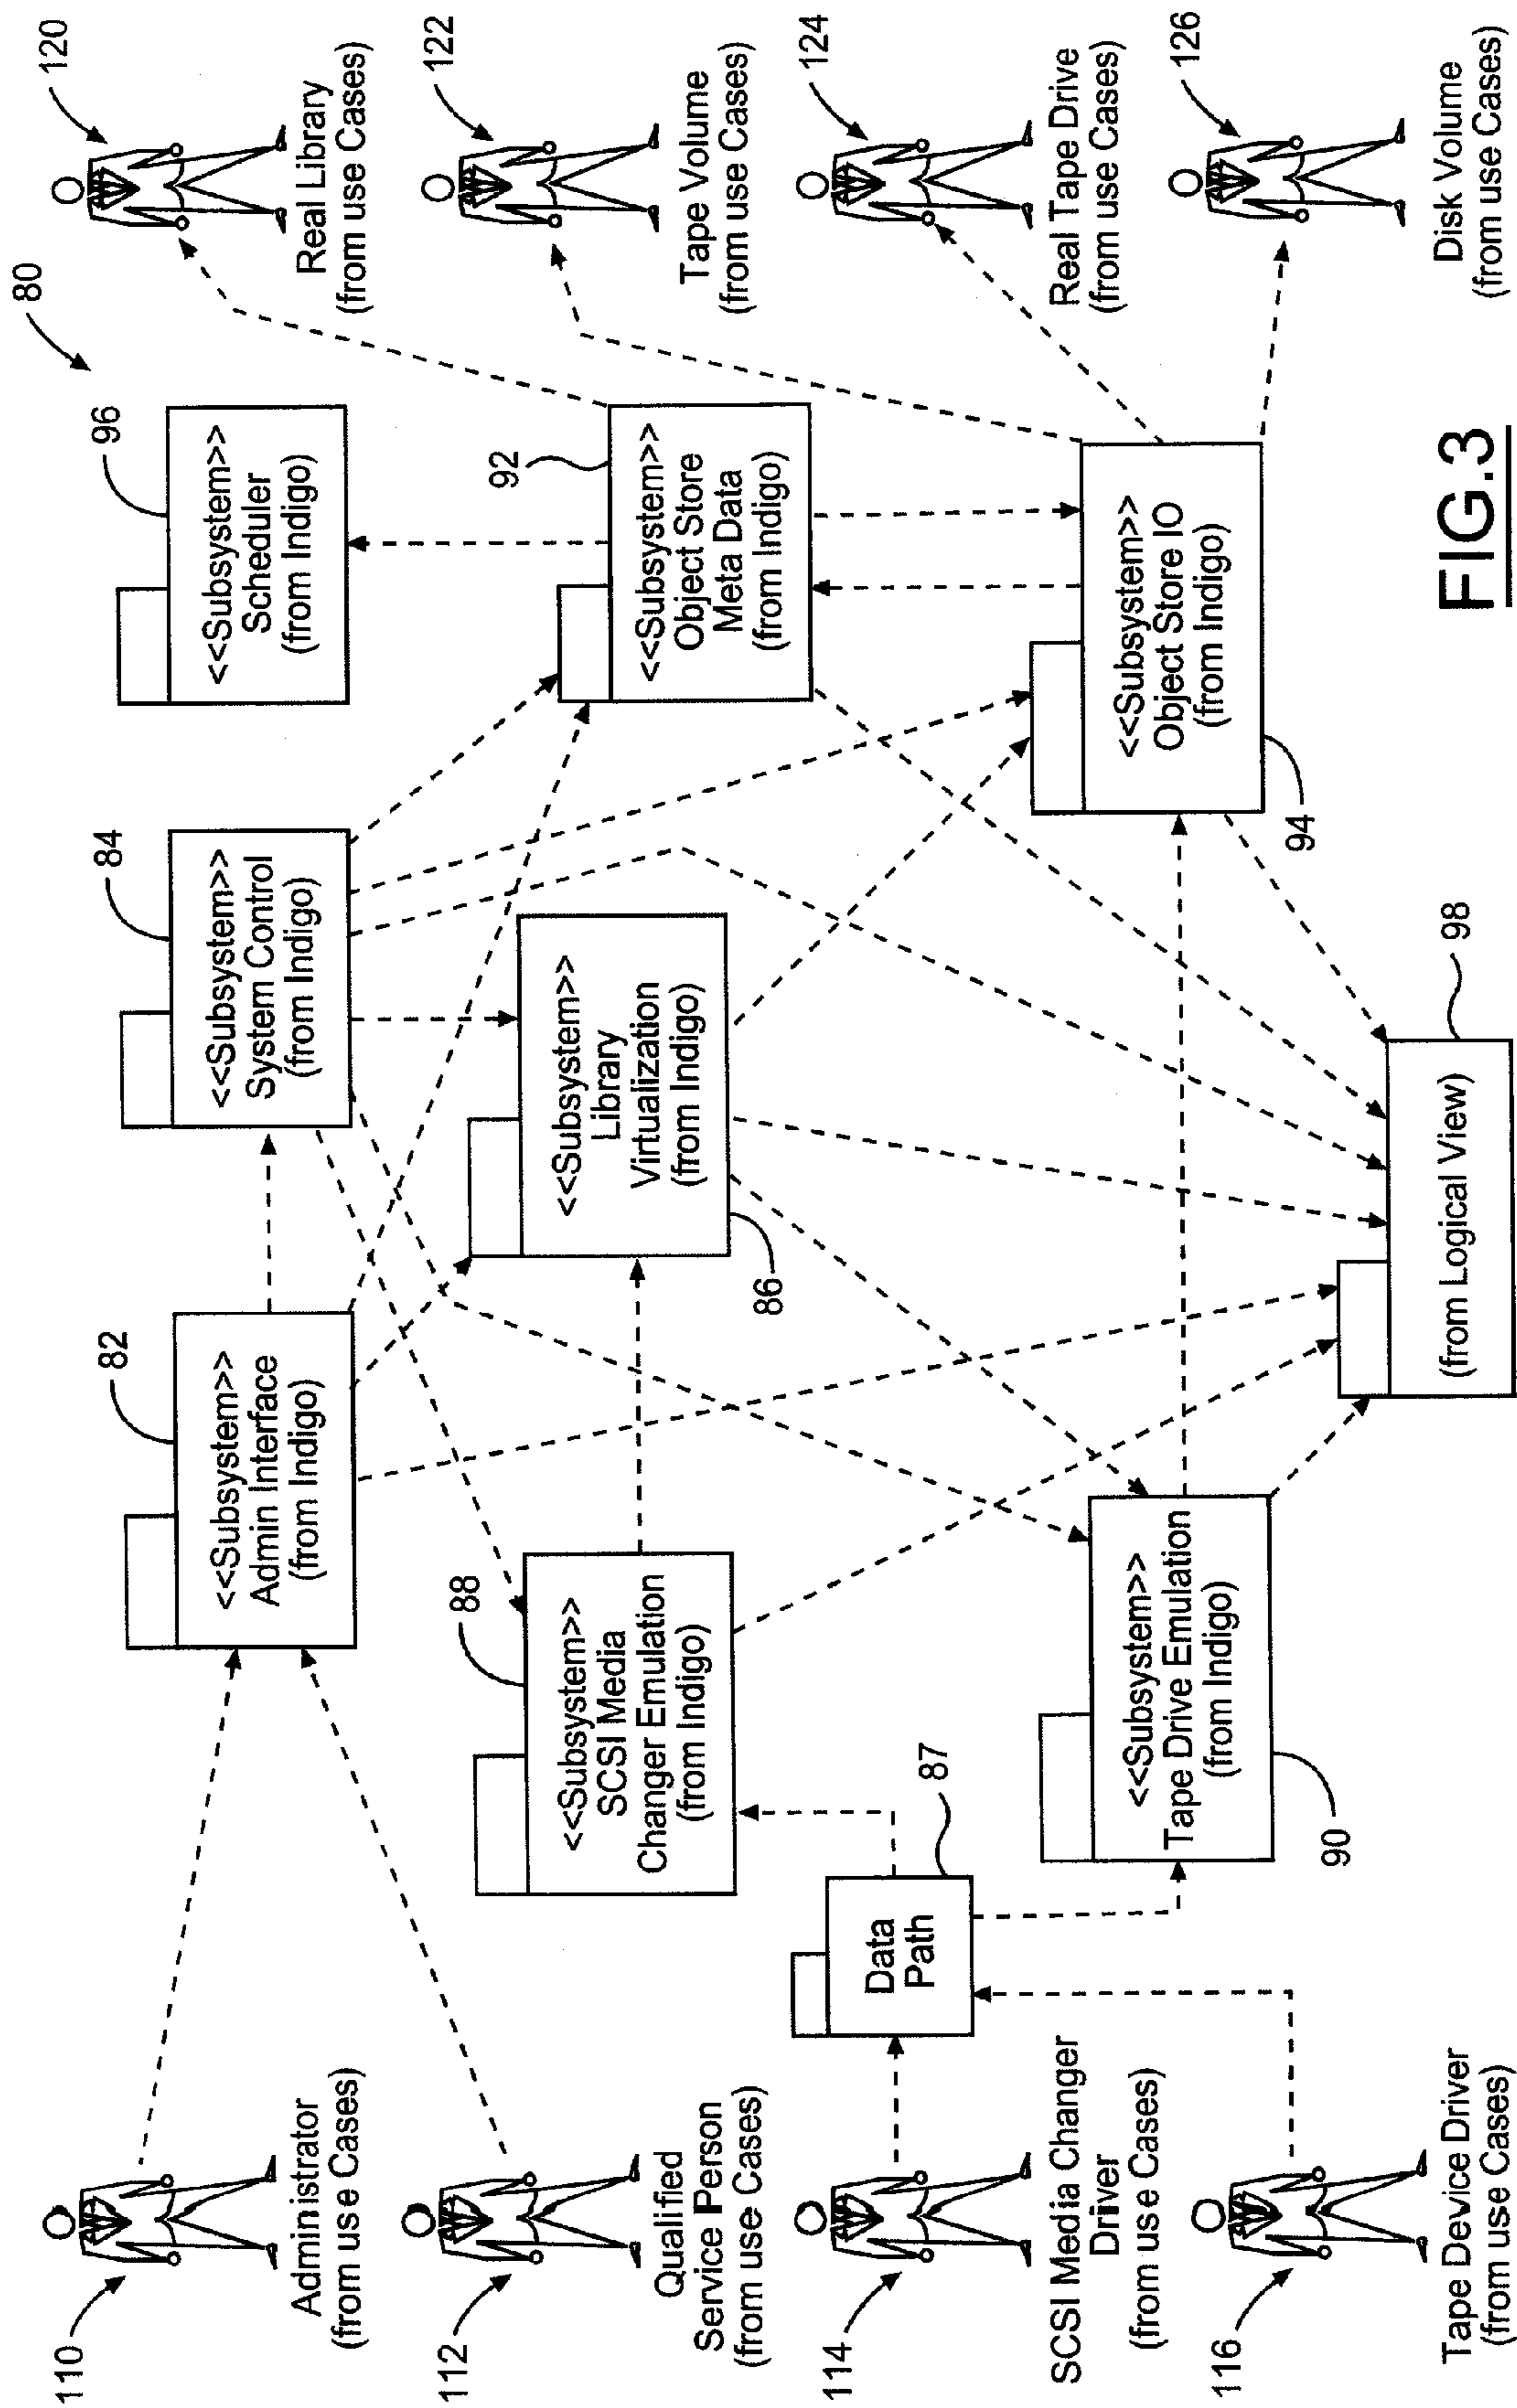 110
Administrator
(from use Cases)
112
Qualified
Service Person
(from use Cases)
114
SCSI Media Changer
Driver
(from use Cases)
116
Tape Device Driver
(from use Cases)
82
<<Subsystem>>
Admin Interface
(from Indigo)
88
<<Subsystem>>
SCSI Media
Changer Emulation
(from Indigo)
Data
Path
87
<<Subsystem>>
Tape Drive Emulation
(from Indigo)
90
84
<<Subsystem>>
System Control
(from Indigo)
<<Subsystem>>
Library
Virtualization
(from Indigo)
86
(from Logical View)
98
80
96
<<Subsystem>>
Scheduler
(from Indigo)
92
<<Subsystem>>
Object Store
Meta Data
(from Indigo)
<<Subsystem>>
Object Store IO
(from Indigo)
94
120
Real Library
(from use Cases)
122
Tape Volume
(from use Cases)
124
Real Tape Drive
(from use Cases)
126
Disk Volume
(from use Cases)
FIG.3